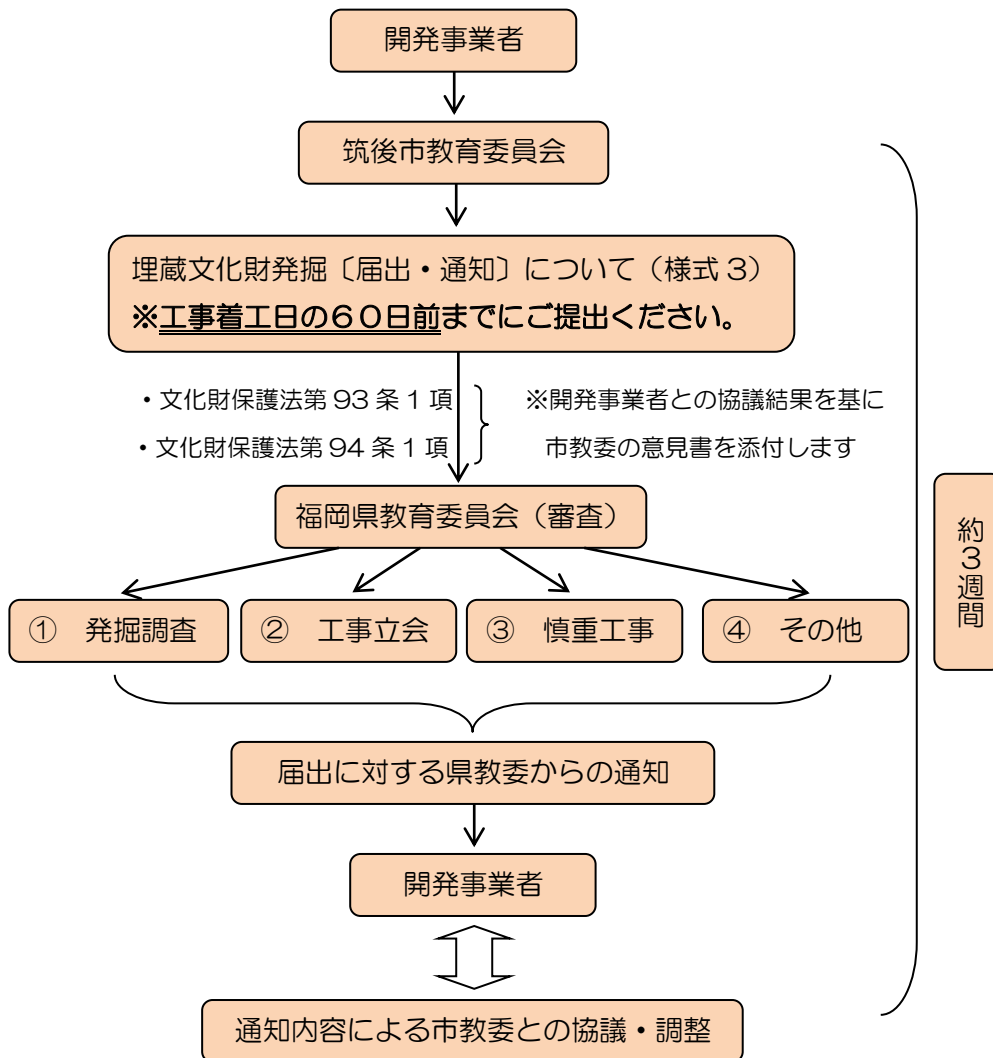 開発事業者
筑後市教育委員会
埋蔵文化財発掘〔届出・通知〕について（様式３）
※工事着工日の６０日前までにご提出ください。
・文化財保護法第 93 条 1 項
・文化財保護法第 94 条 1 項
※開発事業者との協議結果を基に
市教委の意見書を添付します
福岡県教育委員会（審査）
① 発掘調査
② 工事立会
③ 慎重工事
④ その他
約３週間
届出に対する県教委からの通知
開発事業者
通知内容による市教委との協議・調整